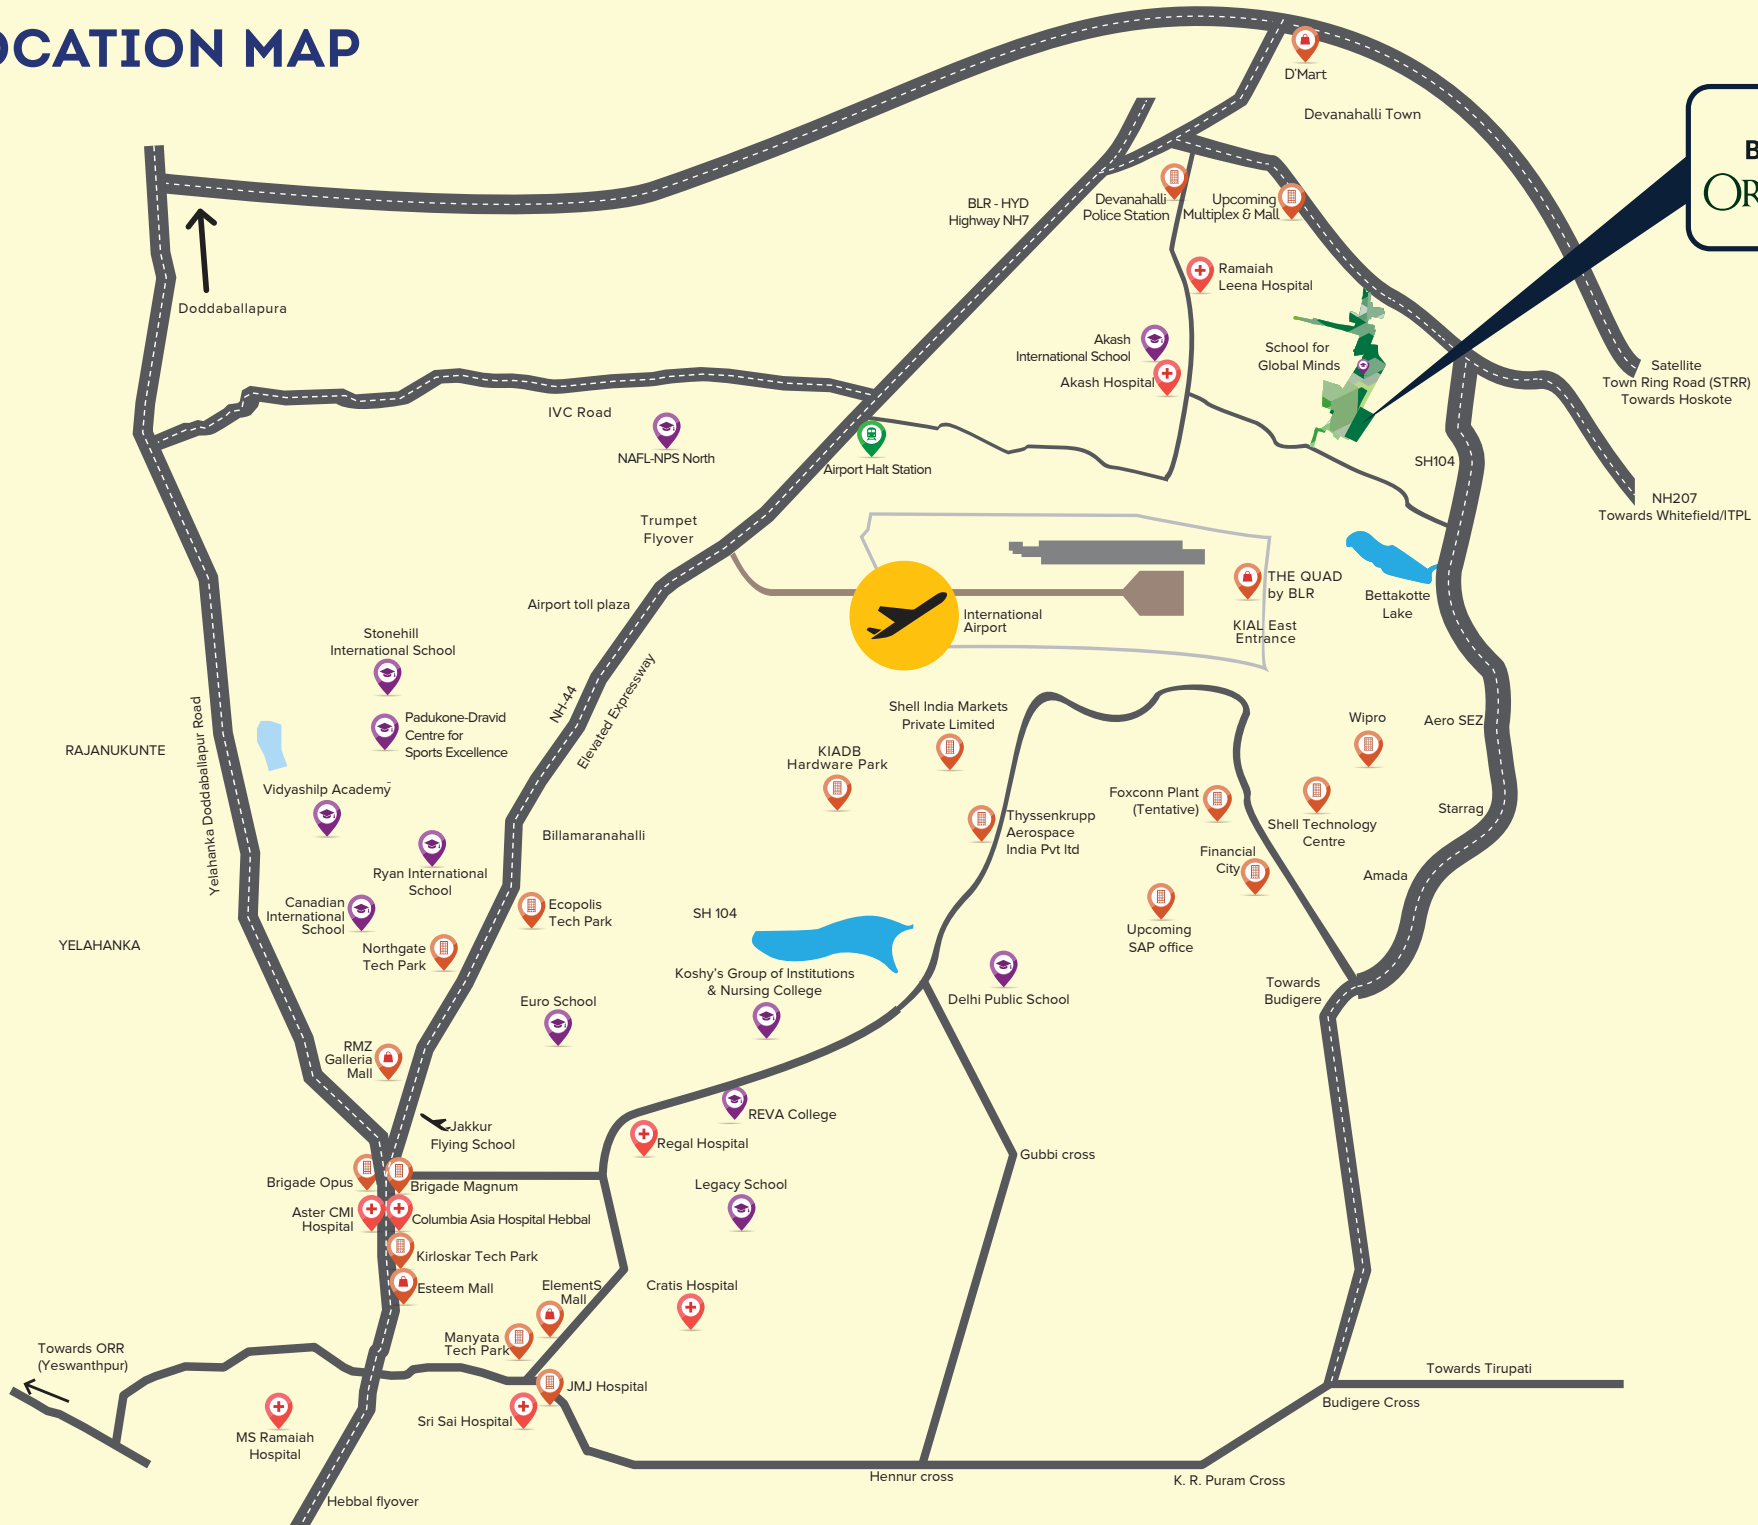 OCATION MAP
D'Mart
Devanahalli Town
B
OR
BLR - HYD
Highway NH7
Devanahalli
Police Station
Upcoming
Multiplex & Mall
Ramaiah
Leena Hospital
Doddaballapura
Akash
International School
Akash Hospital
School for
Global Minds
Satellite
Town Ring Road (STRR)
Towards Hoskote
IVC Road
NAFL-NPS North
Airport Halt Station
SH104
NH207
Towards Whitefield/ITPL
Trumpet
Flyover
THE QUAD
by BLR
Bettakotte
Lake
Airport toll plaza
International
Airport
KIAL East
Entrance
Stonehill
International School
NH-44
Elevated Expressway
Padukone-Dravid
Centre for
Sports Excellence
Yelahanka Doddaballapur Road
RAJANUKUNTE
Shell India Markets
Private Limited
Wipro
Aero SEZ
KIADB
Hardware Park
Vidyashilp Academy
Foxconn Plant
(Tentative)
Starrag
Thyssenkrupp
Aerospace
India Pvt ltd
Shell Technology
Centre
Billamaranahalli
Financial
City
Ryan International
School
Amada
Canadian
International
School
Ecopolis
Tech Park
SH 104
Upcoming
SAP office
YELAHANKA
Northgate
Tech Park
Koshy's Group of Institutions
& Nursing College
Towards
Budigere
Euro School
Delhi Public School
RMZ
Galleria
Mall
Jakkur
Flying School
REVA College
Regal Hospital
Gubbi cross
Brigade Opus
Brigade Magnum
Legacy School
Aster CMI
Hospital
Columbia Asia Hospital Hebbal
Kirloskar Tech Park
Esteem Mall
ElementS
Mall
Cratis Hospital
Manyata
Tech Park
Towards ORR
(Yeswanthpur)
Towards Tirupati
JMJ Hospital
Budigere Cross
Sri Sai Hospital
MS Ramaiah
Hospital
Hennur cross
K. R. Puram Cross
Hebbal flyover